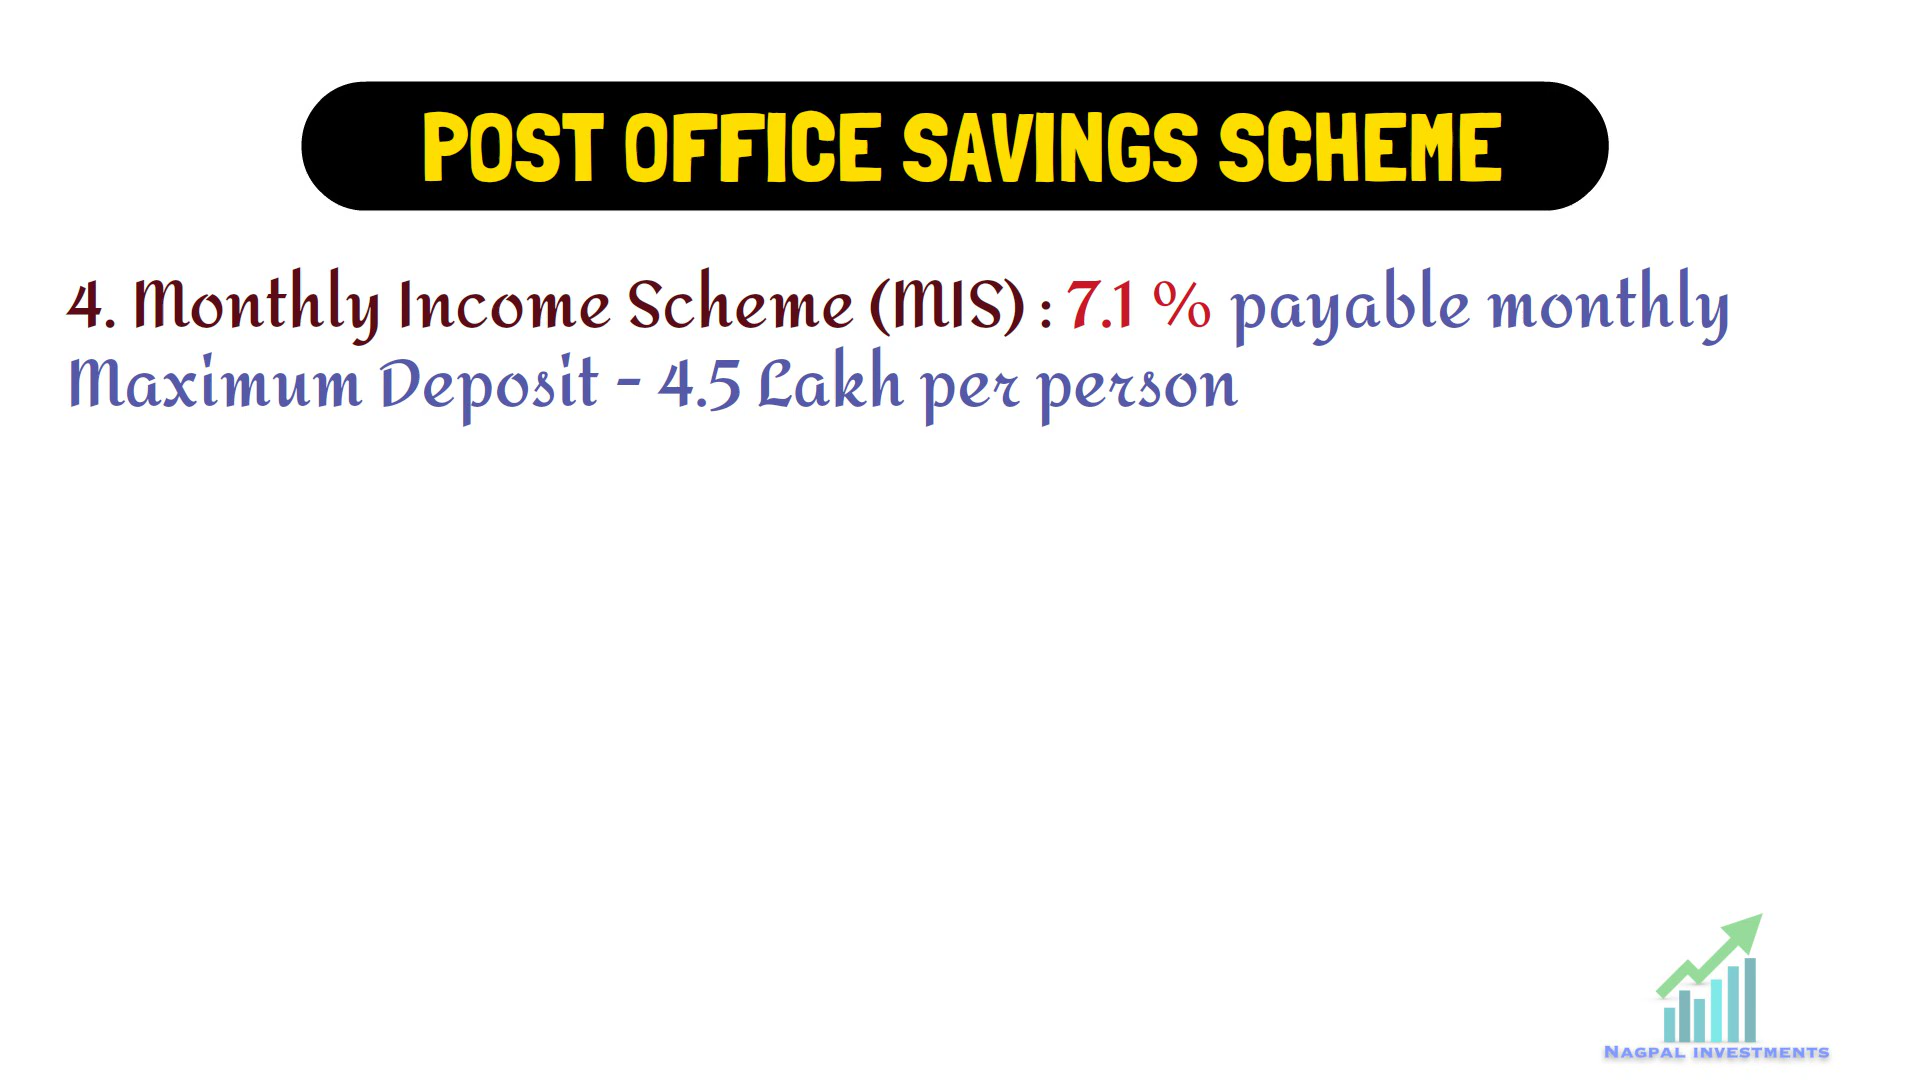 POST OFFICE SAVINGS SCHEME
4. Monthly Income Scheme (MIS) : 7.1 % payable monthly
Maximum Deposit - 4.5 Lakh per person
NAGPAL INVESTMENTS